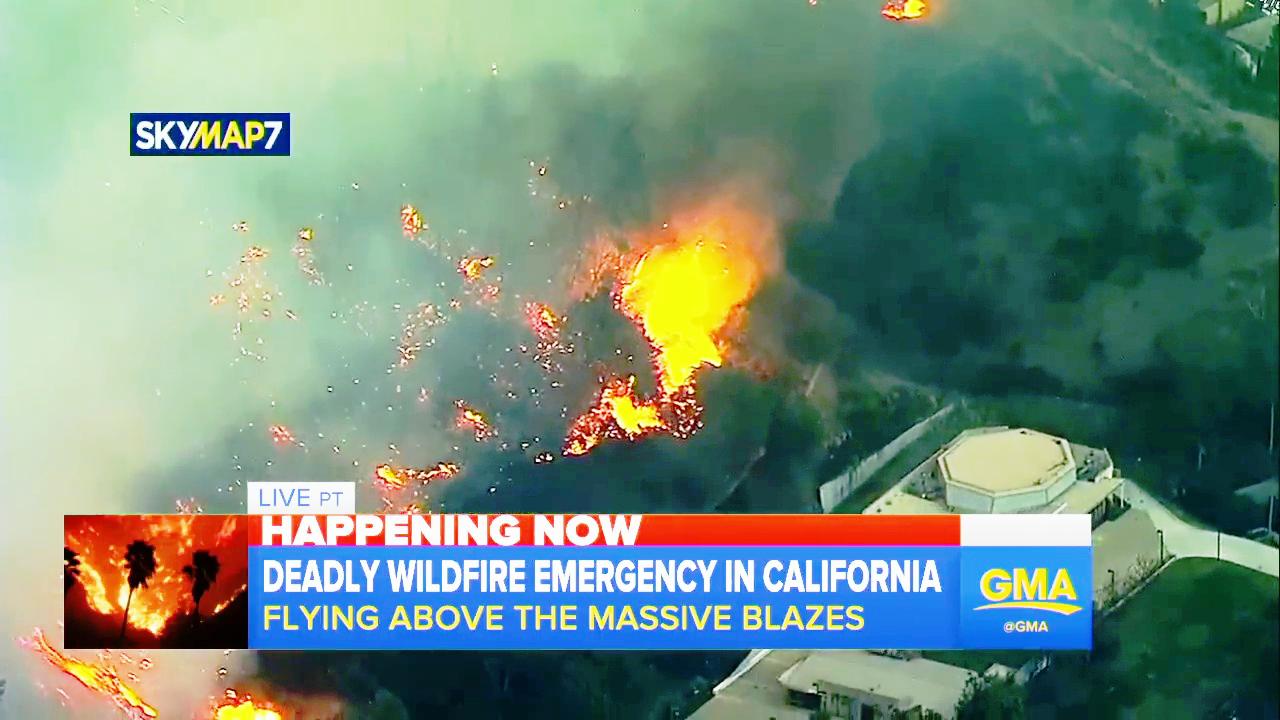 SKYMAP7
LIVE PT
HAPPENING NOW
DEADLY WILDFIRE EMERGENCY IN CALIFORNIA
FLYING ABOVE THE MASSIVE BLAZES
GMA
@GMA